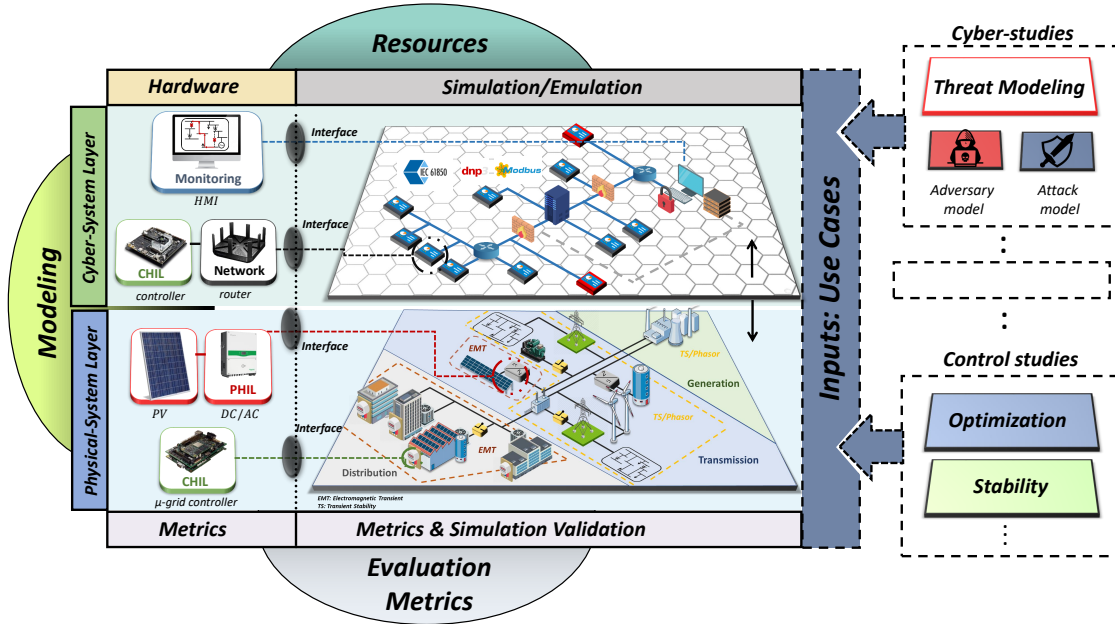 Resources
Hardware
Simulation/Emulation
Modeling
Cyber-System Layer
Physical-System Layer
Monitoring
HMI
CHIL
controller
Network
router
Interface
Interface
IEC 61850
dnp
Modbus
PV
PHIL
DC/AC
CHIL
μ-grid controller
Interface
Interface
EMT
TS/Phasor
Generation
TS/Phasor
EMT
Distribution
Transmission
EMT: Electromagnetic Transient
TS: Transient Stability
Metrics
Metrics & Simulation Validation
Evaluation
Metrics
Inputs: Use Cases
Cyber-studies
Threat Modeling
Adversary
model
Attack
model
Control studies
Optimization
Stability